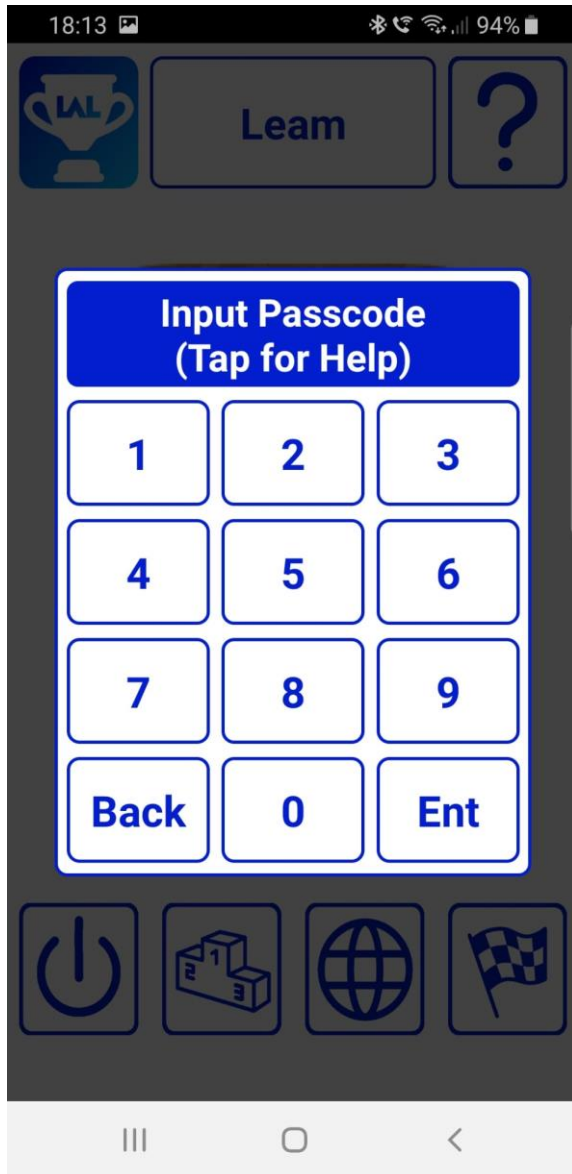 18:13 94%
LAL
Leam
?
Input Passcode
(Tap for Help)
1 2 3
4 5 6
7 8 9
Back 0 Ent
2 1 3